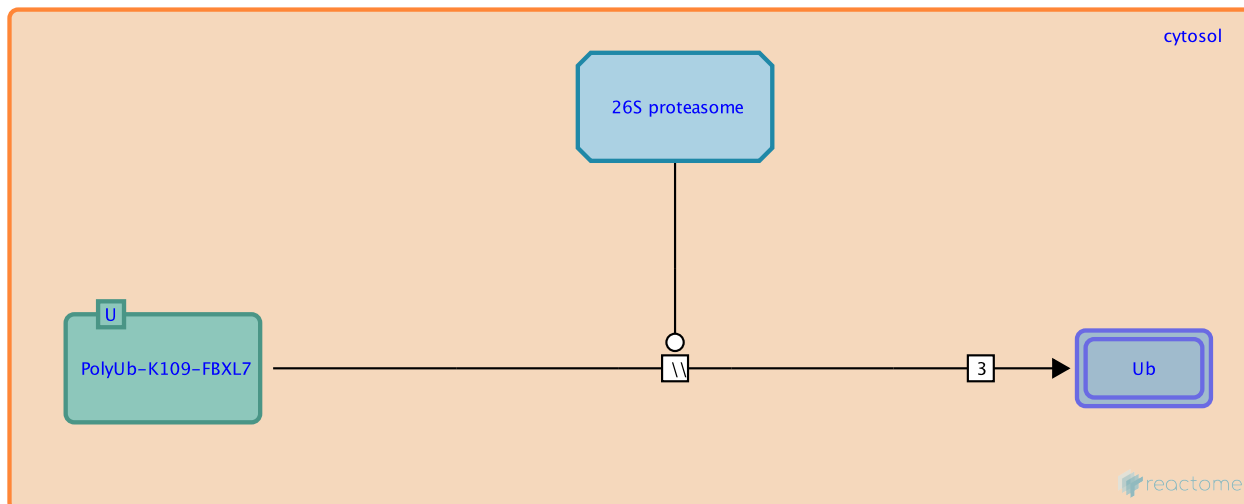 cytosol
26S proteasome
U
PolyUb-K109-FBXL7
\\
3
Ub
reactome